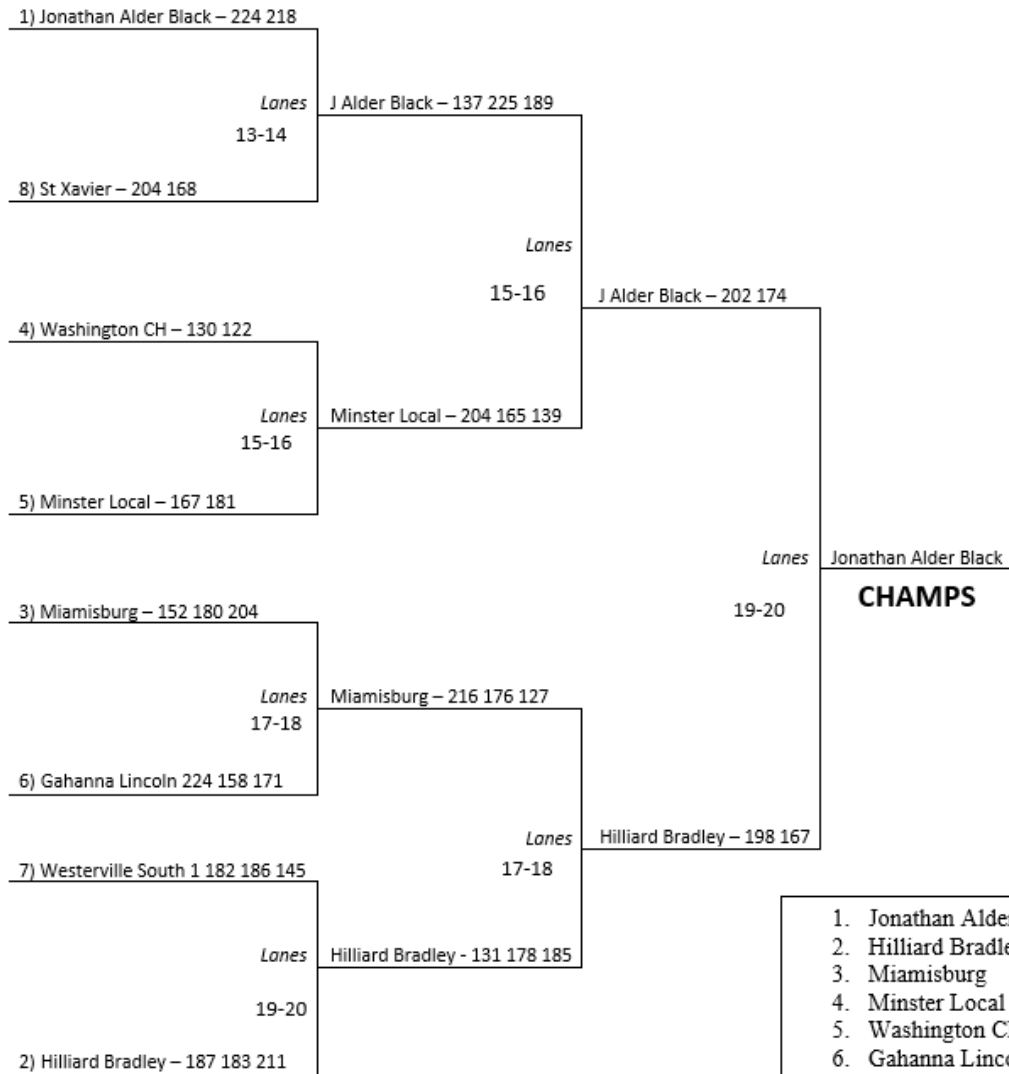 1) Jonathan Alder Black – 224 218
Lanes
13-14
J Alder Black – 137 225 189
8) St Xavier – 204 168
Lanes
15-16
J Alder Black – 202 174
4) Washington CH – 130 122
Lanes
15-16
Minster Local – 204 165 139
5) Minster Local – 167 181
Lanes
19-20
Jonathan Alder Black
CHAMPS
3) Miamisburg – 152 180 204
Lanes
17-18
Miamisburg – 216 176 127
6) Gahanna Lincoln 224 158 171
Lanes
17-18
Hilliard Bradley – 198 167
7) Westerville South 1 182 186 145
Lanes
19-20
Hilliard Bradley - 131 178 185
2) Hilliard Bradley – 187 183 211
1. Jonathan
2. Hilliard
3. Miamisburg
4. Minster Local
5. Washington
6. Gahanna